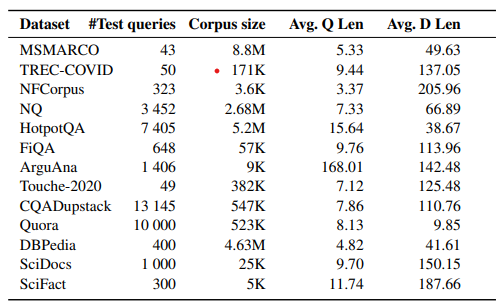 Dataset #Test queries Corpus size Avg. Q Len Avg. D Len
MSMARCO 43 8.8M 5.33 49.63
TREC-COVID 50 171K 9.44 137.05
NFCorpus 323 3.6K 3.37 205.96
NQ 3 452 2.68M 7.33 66.89
HotpotQA 7 405 5.2M 15.64 38.67
FiQA 648 57K 9.76 113.96
ArguAna 1 406 9K 168.01 142.48
Touche-2020 49 382K 7.12 125.48
CQADupstack 13 145 547K 7.86 110.76
Quora 10 000 523K 8.13 9.85
DBPedia 400 4.63M 4.82 41.61
SciDocs 1 000 25K 9.70 150.15
SciFact 300 5K 11.74 187.66